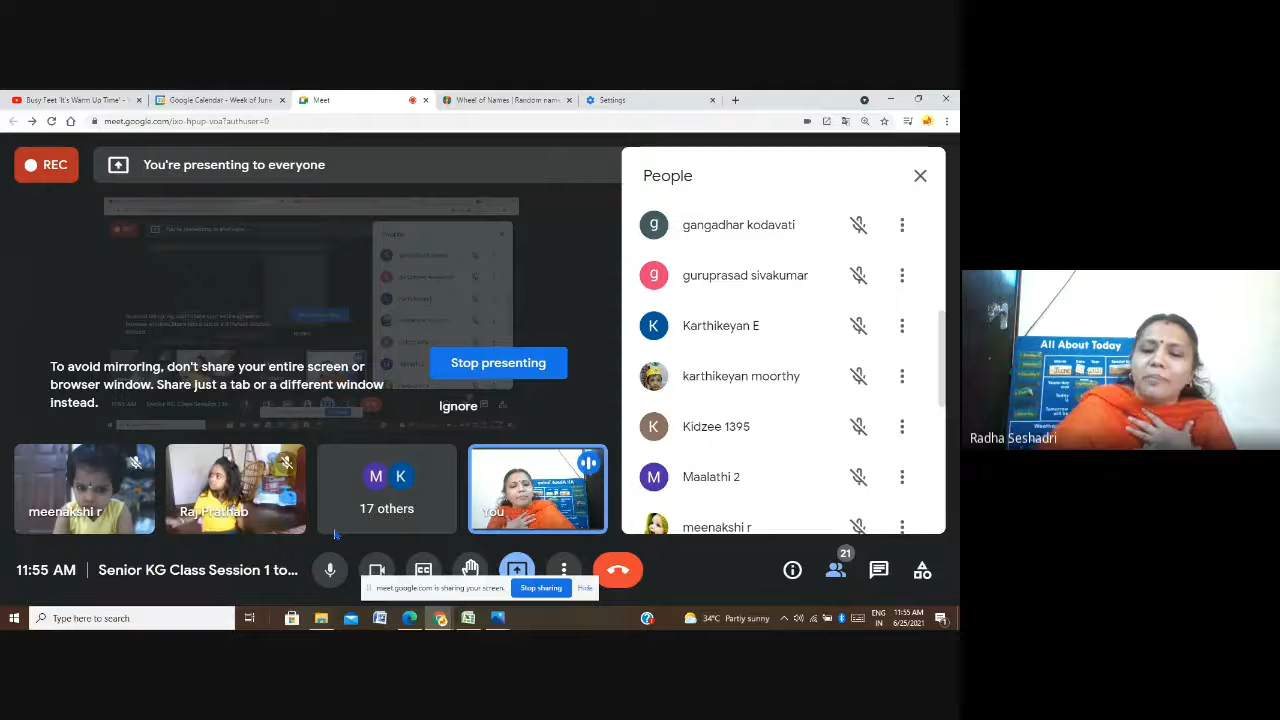 Busy Feet 'It's Warm Up Time' -
Google Calendar - Week of June
Meet
Wheel of Names | Random name
Settings
meet.google.com/ixo-hpup-voa?authuser=0
REC
You're presenting to everyone
People
gangadhar kodavati
guruprasad sivakumar
Karthikeyan E
karthikeyan moorthy
Kidzee 1395
Maalathi 2
meenakshi r
To avoid mirroring, don't share your entire screen or
browser window. Share just a tab or a different window
instead.
Stop presenting
Ignore
meenakshi r
Raj Prathab
M K
17 others
You
11:55 AM | Senior KG Class Session 1 to...
21
meet.google.com is sharing your screen.
Stop sharing
Hide
Type here to search
34°C Partly sunny
ENG
IN
11:55 AM
6/25/2021
All About Today
Radha Seshadri